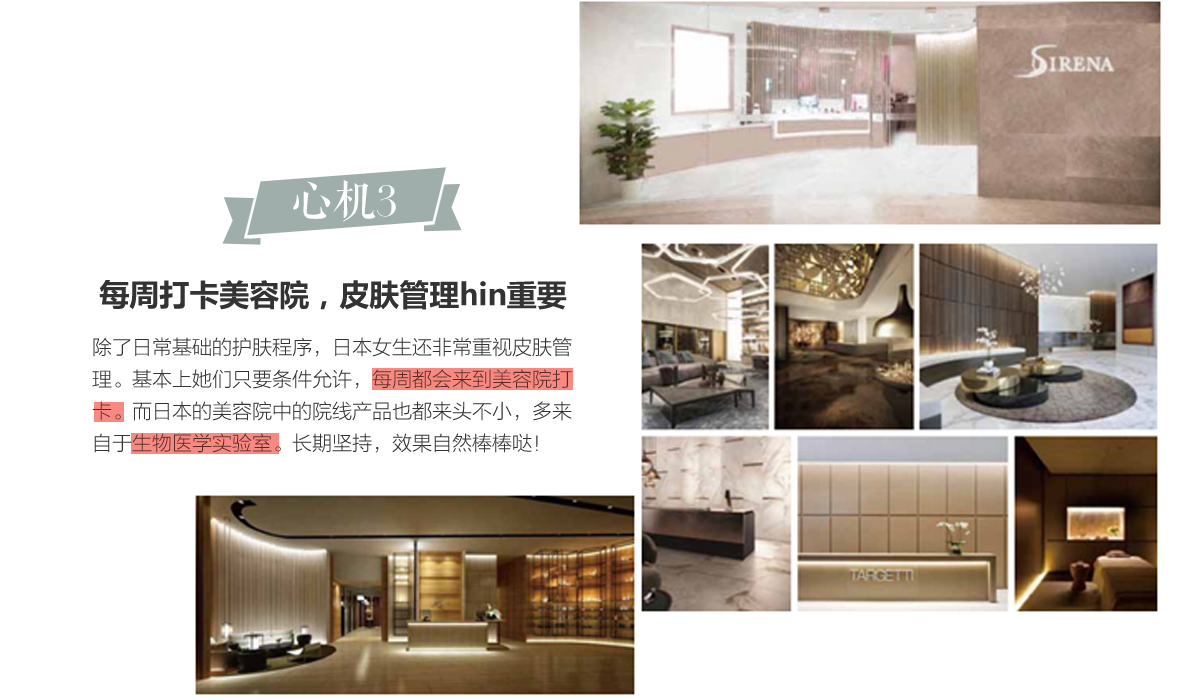 心机3
每周打卡美容院，皮肤管理hin重要
除了日常基础的护肤程序，日本女生还非常重视皮肤管
理。基本上她们只要条件允许，每周都会来到美容院打
卡。而日本的美容院中的院线产品也都来头不小，多来
自于生物医学实验室。长期坚持，效果自然棒棒哒！
SIRENA
TARGETTI